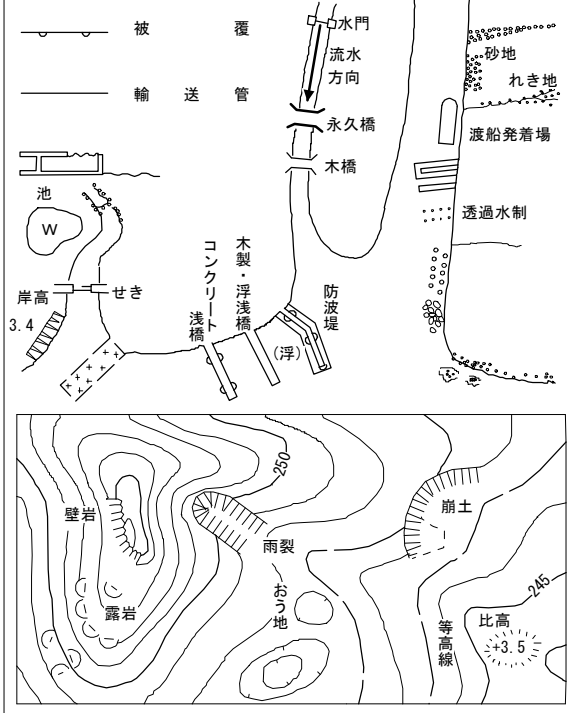 被覆
輸送管
水門
流水
方向
永久橋
木橋
砂地
れき地
渡船発着場
透過水制
池
W
岸高
3.4
せき
コンクリート
浅橋
木製・浮浅橋
防波堤
(浮)
250
壁岩
露岩
雨裂
おう地
崩土
等高線
245
比高
+3.5